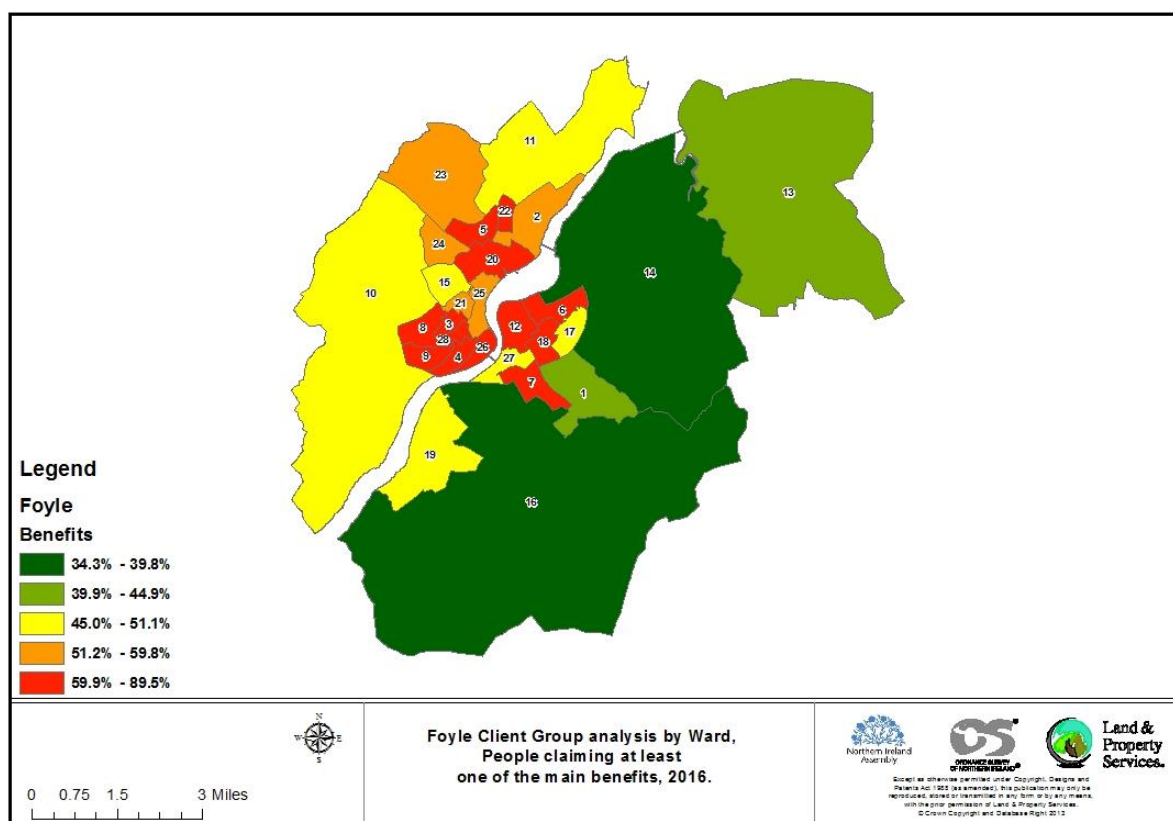 11
23
13
22
2
5
24
20
14
15
10
25
21
6
8
3
12
17
28
18
26
9
4
27
7
1
19
16
Legend
Foyle
Benefits
34.3% - 39.8%
39.9% - 44.9%
45.0% - 51.1%
51.2% - 59.8%
59.9% - 89.5%
N
W E
S
0 0.75 1.5 3 Miles
Foyle Client Group analysis by Ward,
People claiming at least
one of the main benefits, 2016.
Northern Ireland
Assembly
OS
ORDNANCE SURVEY
OF NORTHERN IRELAND
Land &
Property
Services.
Except as otherwise permitted under Copyright, Designs and
Patents Act 1988 (as amended), this publication may only be
reproduced, stored or transmitted in any form or by any means,
with the prior permission of Land & Property Services.
© Crown Copyright and Database Right 2013